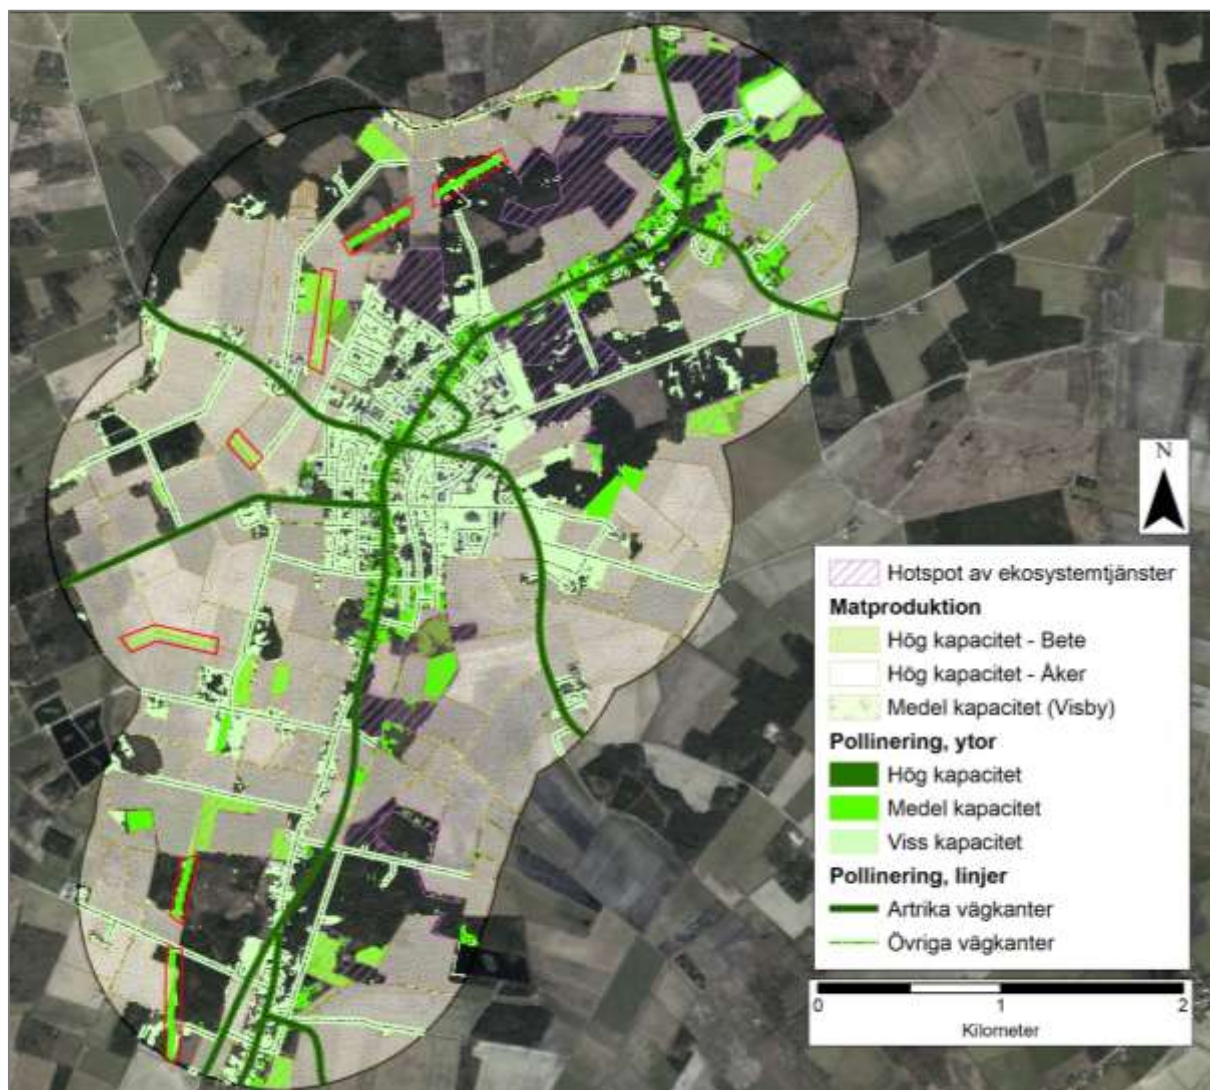 N
Hotspot av ekosystemtjänster
Matproduktion
Hög kapacitet - Bete
Hög kapacitet - Åker
Medel kapacitet (Visby)
Pollinering, ytor
Hög kapacitet
Medel kapacitet
Viss kapacitet
Pollinering, linjer
Artrika vägkanter
Övriga vägkanter
0 1 2
Kilometer